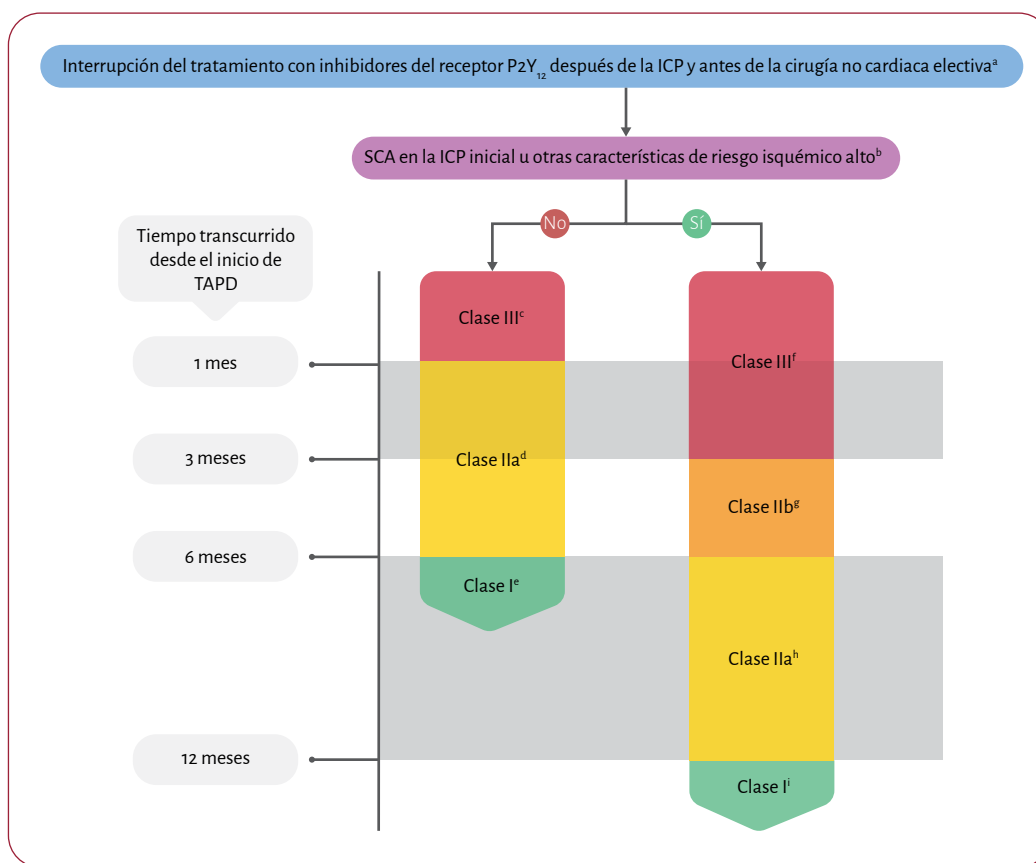 Interrupción del tratamiento con inhibidores del receptor P2Y₁₂ después de la ICP y antes de la cirugía no cardiaca electivaᵃ
SCA en la ICP inicial u otras características de riesgo isquémico altoᵇ
No
Sí
Tiempo transcurrido
desde el inicio de
TAPD
Clase IIIᶜ
1 mes
Clase IIIᶠ
3 meses
Clase IIaᵈ
Clase IIbᵍ
6 meses
Clase Iᵉ
Clase IIaʰ
12 meses
Clase Iⁱ